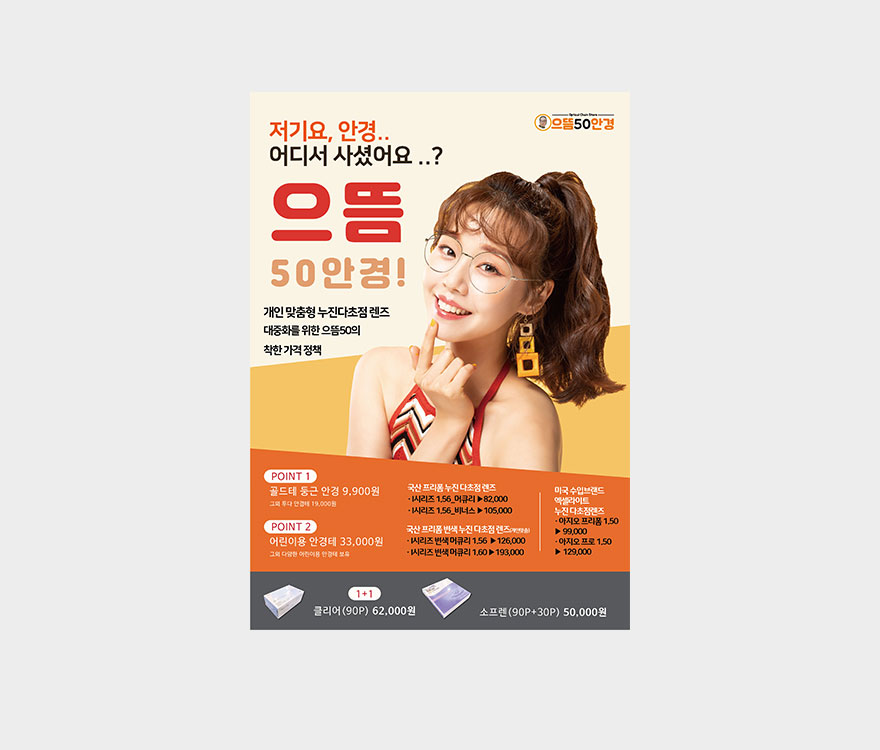 저기요, 안경..
어디서 사셨어요 ..?
Optical Chain Store
으뜸50안경
으뜸
50안경!
개인 맞춤형 누진다초점 렌즈
대중화를 위한 으뜸50의
착한 가격 정책
POINT 1
골드테 둥근 안경 9,900원
그외 무다 안경테 19,000원
POINT 2
어린이용 안경테 33,000원
그외 다양한 어린이용 안경테 보유
국산 프리폼 누진 다초점 렌즈
· I시리즈 1.56_머큐리 ▶82,000
· I시리즈 1.56_비너스 ▶105,000
국산 프리폼 변색 누진 다초점 렌즈(개인맞춤)
· I시리즈 변색 머큐리 1.56 ▶126,000
· I시리즈 변색 머큐리 1.60 ▶193,000
미국 수입브랜드
엑셀라이트
누진 다초점렌즈
· 아지오 프리폼 1.50
▶ 99,000
· 아지오 프로 1.50
▶ 129,000
1+1
클리어(90P) 62,000원
소프렌(90P+30P) 50,000원